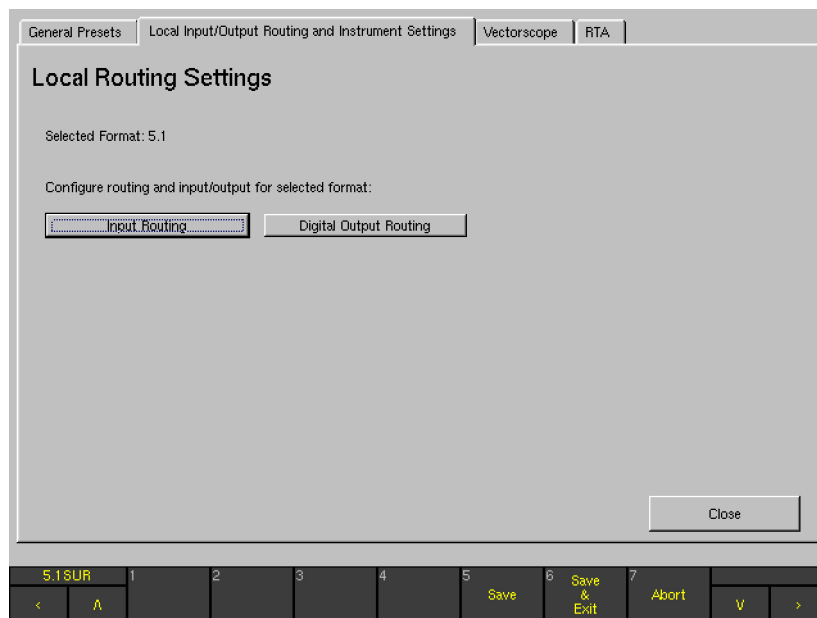 General Presets Local Input/Output Routing and Instrument Settings Vectorscope RTA
Local Routing Settings
Selected Format: 5.1
Configure routing and input/output for selected format:
Input Routing Digital Output Routing
Close
5.1SUR 1 2 3 4 5 6 7
Save Save & Exit Abort
< Λ V >